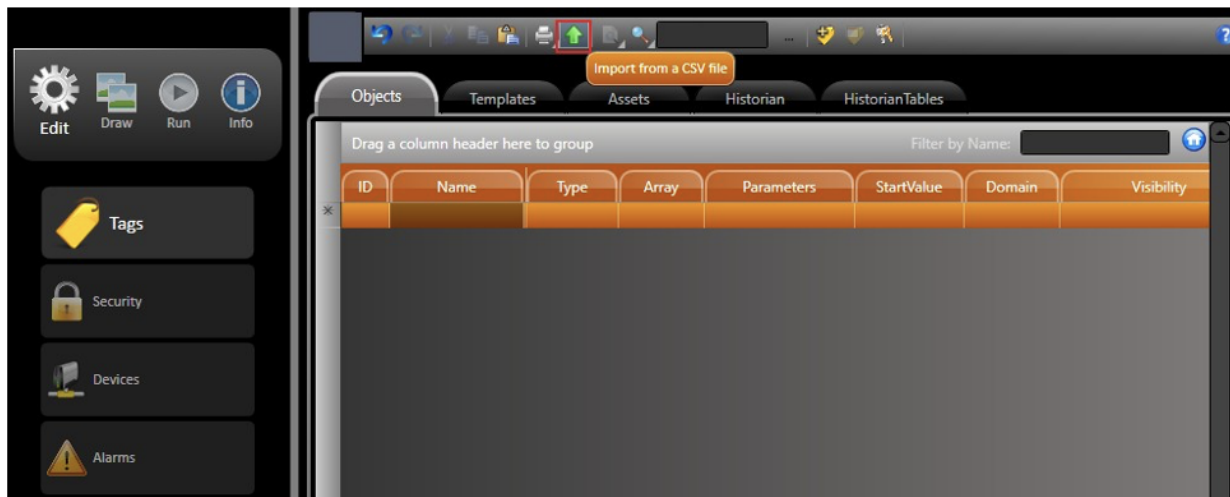 ...
Import from a CSV file
Edit
Draw
Run
Info
Objects
Templates
Assets
Historian
HistorianTables
Drag a column header here to group
Filter by Name:
ID
Name
Type
Array
Parameters
StartValue
Domain
Visibility
Tags
Security
Devices
Alarms